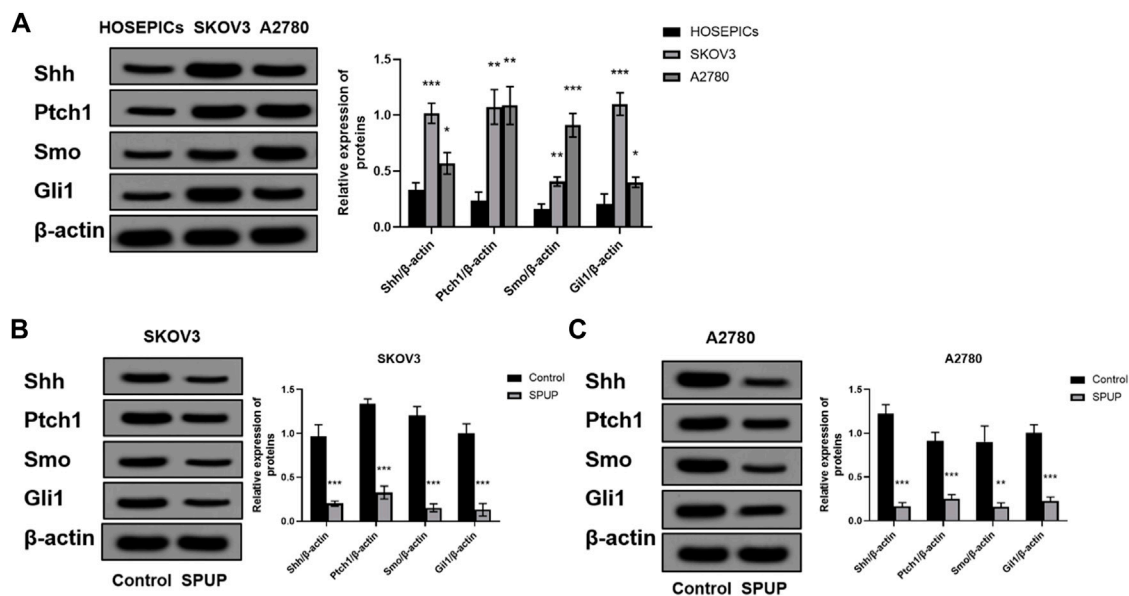 A
HOSEPICs SKOV3 A2780
Shh
Ptch1
Smo
Gli1
β-actin
Relative expression of
proteins
1.5
1.0
0.5
0.0
*** * ** ** ** *** *** *
Shh/β-actin
Ptch1/β-actin
Smo/β-actin
Gil1/β-actin
HOSEPICs
SKOV3
A2780
B
SKOV3
Shh
Ptch1
Smo
Gli1
β-actin
Control SPUP
SKOV3
Relative expression of
proteins
1.5
1.0
0.5
0.0
*** *** *** ***
Shh/β-actin
Ptch1/β-actin
Smo/β-actin
Gil1/β-actin
Control
SPUP
C
A2780
Shh
Ptch1
Smo
Gli1
β-actin
Control SPUP
A2780
Relative expression of
proteins
1.5
1.0
0.5
0.0
*** *** ** ***
Shh/β-actin
Ptch1/β-actin
Smo/β-actin
Gil1/β-actin
Control
SPUP